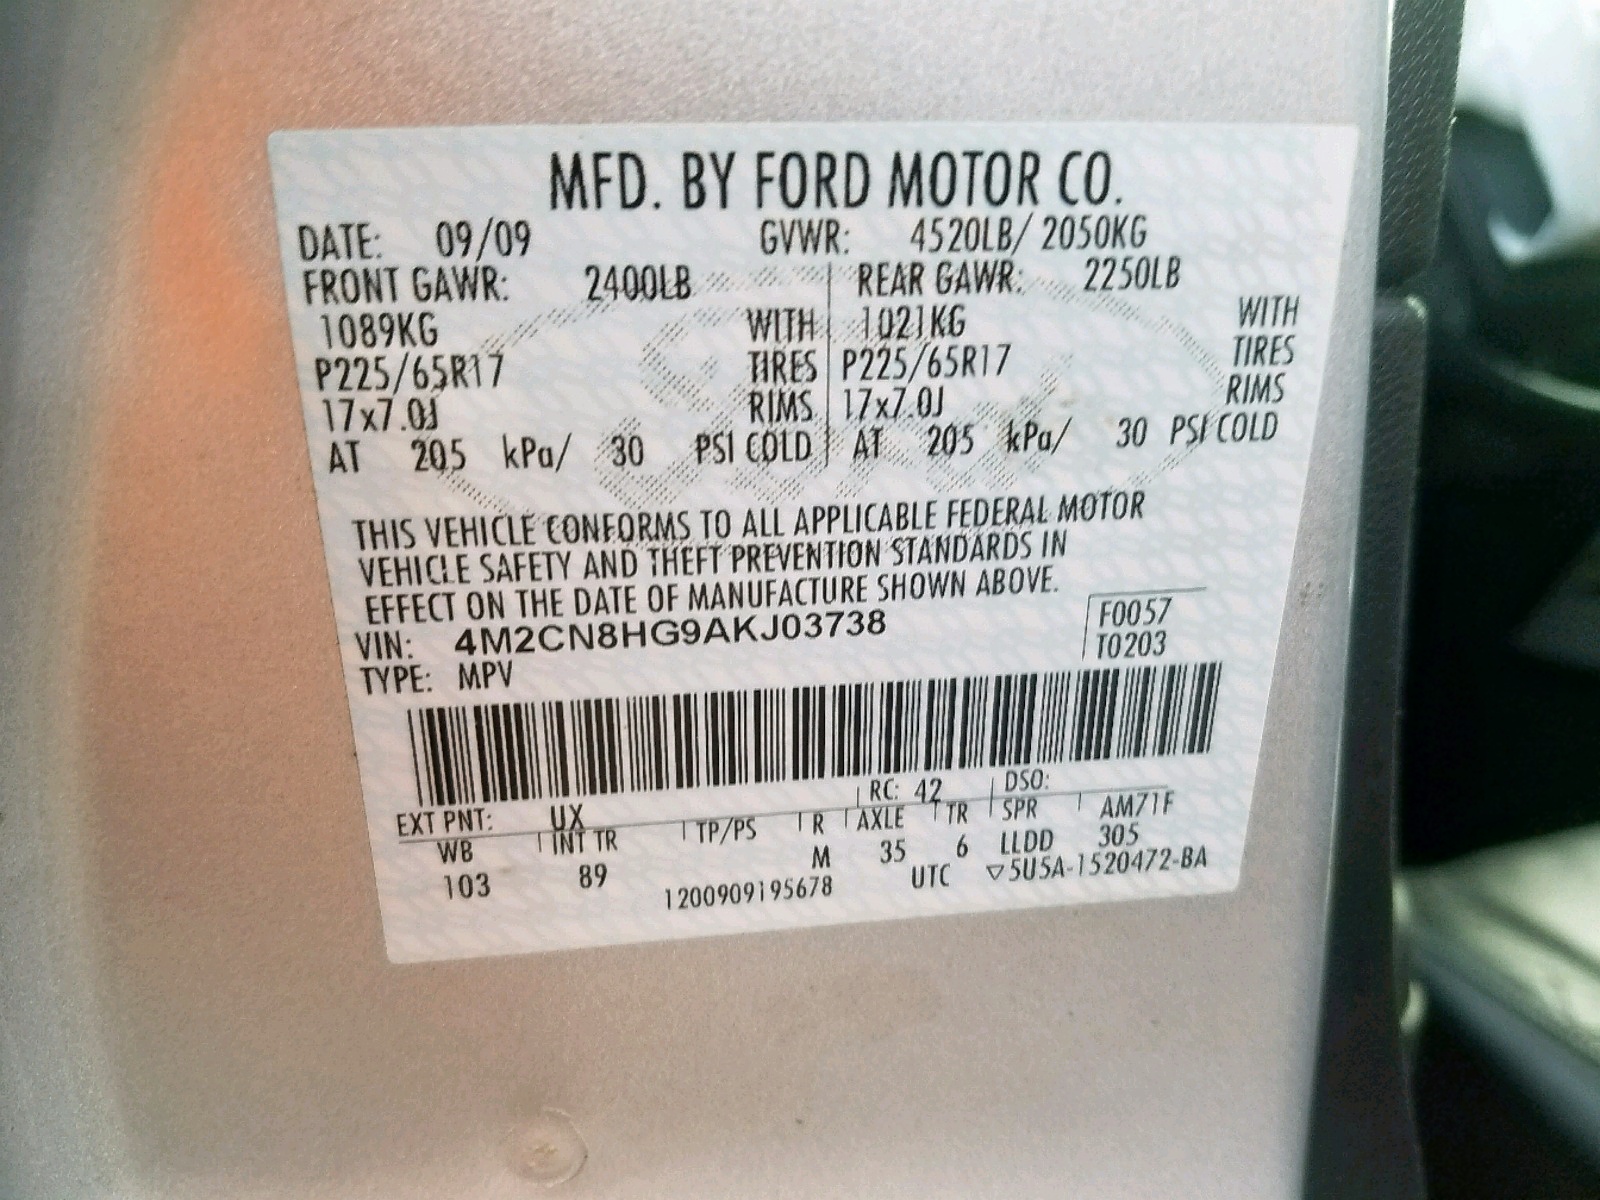 MFD. BY FORD MOTOR CO.
DATE: 09/09 GVWR: 4520LB/ 2050KG
FRONT GAWR: 2400LB REAR GAWR: 2250LB
1089KG WITH 1021KG WITH
P225/65R17 TIRES P225/65R17 TIRES
17x7.0J RIMS 17x7.0J RIMS
AT 205 kPa/ 30 PSI COLD AT 205 kPa/ 30 PSI COLD
THIS VEHICLE CONFORMS TO ALL APPLICABLE FEDERAL MOTOR
VEHICLE SAFETY AND THEFT PREVENTION STANDARDS IN
EFFECT ON THE DATE OF MANUFACTURE SHOWN ABOVE.
VIN: 4M2CN8HG9AKJ03738 F0057
TYPE: MPV T0203
EXT PNT: UX RC: 42 DSO:
WB INT TR TP/PS R AXLE TR SPR AM71F
103 89 M 35 6 LLDD 305
1200909195678 UTC ▽5U5A-1520472-BA